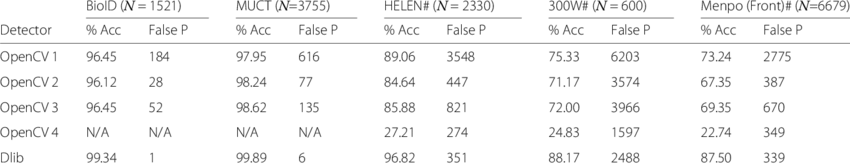 BioID (N = 1521) MUCT (N=3755) HELEN# (N = 2330) 300W# (N = 600) Menpo (Front)# (N=6679)
Detector % Acc False P % Acc False P % Acc False P % Acc False P % Acc False P
OpenCV 1 96.45 184 97.95 616 89.06 3548 75.33 6203 73.24 2775
OpenCV 2 96.12 28 98.24 77 84.64 447 71.17 3574 67.35 387
OpenCV 3 96.45 52 98.62 135 85.88 821 72.00 3966 69.35 670
OpenCV 4 N/A N/A N/A N/A 27.21 274 24.83 1597 22.74 349
Dlib 99.34 1 99.89 6 96.82 351 88.17 2488 87.50 339